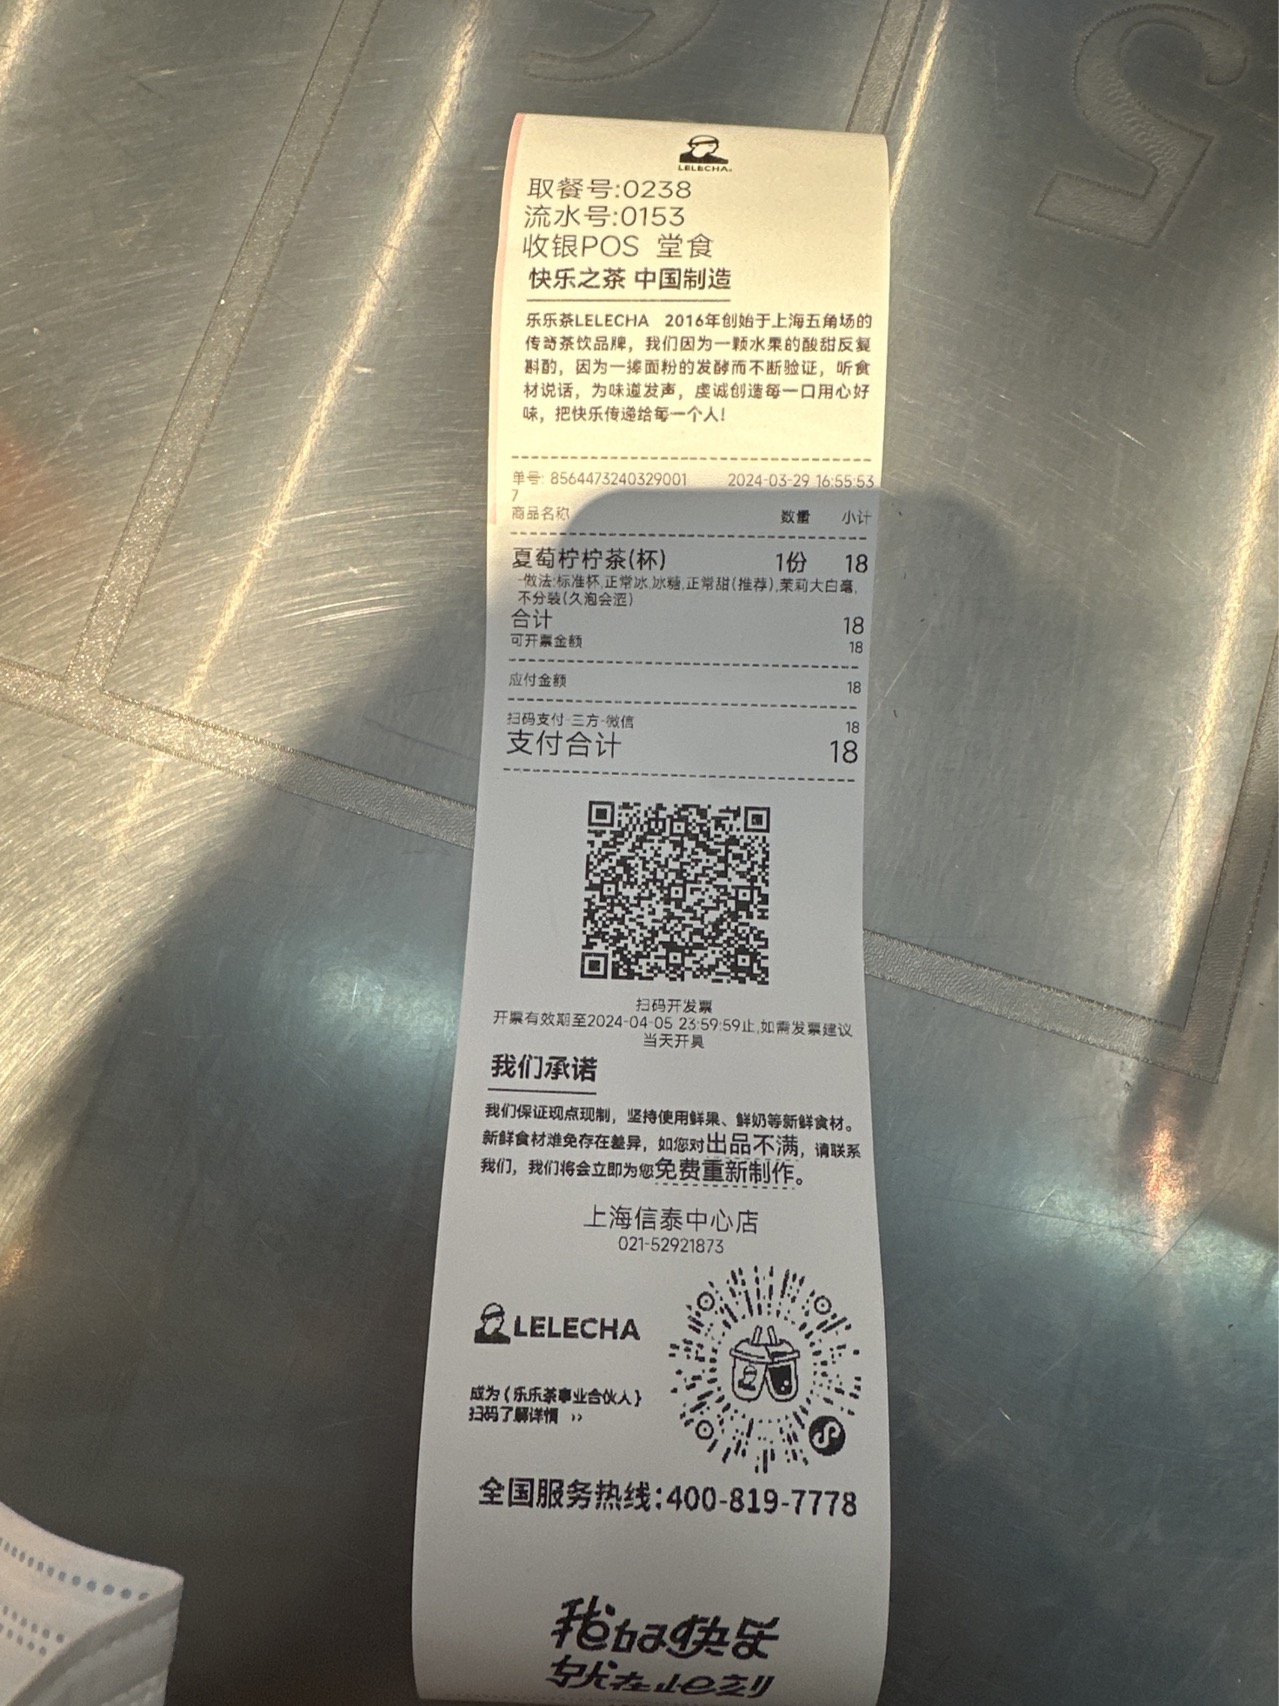 LELECHA
取餐号:0238
流水号:0153
收银POS 堂食
快乐之茶 中国制造
乐乐茶LELECHA 2016年创始于上海五角场的
传奇茶饮品牌，我们因为一颗水果的酸甜反复
斟酌，因为一捧面粉的发酵而不断验证，听食
材说话，为味道发声，虔诚创造每一口用心好
味，把快乐传递给每一个人!
单号: 8564473240329001 2024-03-29 16:55:53
7
商品名称 数量 小计
夏萄柠柠茶(杯) 1份 18
-做法:标准杯,正常冰,冰糖,正常甜(推荐),茉莉大白毫,
不分装(久泡会涩)
合计 18
可开票金额 18
应付金额 18
扫码支付-三方-微信 18
支付合计 18
扫码开发票
开票有效期至2024-04-05 23:59:59止,如需发票建议
当天开具
我们承诺
我们保证现点现制，坚持使用鲜果、鲜奶等新鲜食材。
新鲜食材难免存在差异，如您对出品不满，请联系
我们，我们将会立即为您免费重新制作。
上海信泰中心店
021-52921873
LELECHA
成为{乐乐茶事业合伙人}
扫码了解详情 ››
全国服务热线:400-819-7778
我的快乐
就在此刻
5